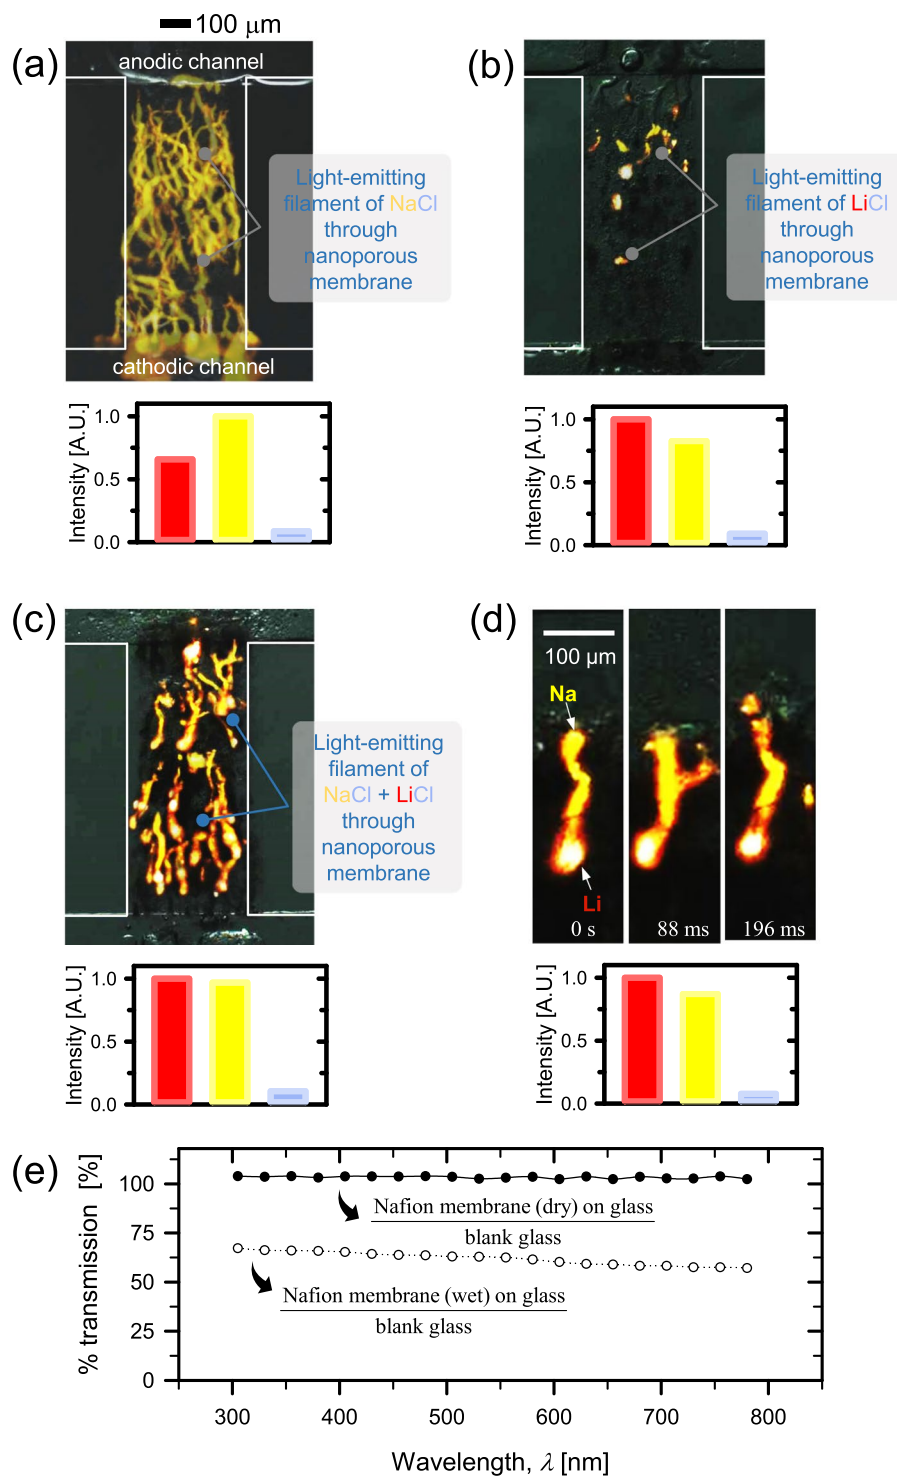 100 μm
(a)
anodic channel
Light-emitting
filament of NaCl
through
nanoporous
membrane
cathodic channel
Intensity [A.U.]
1.0
0.5
0.0
(b)
Light-emitting
filament of LiCl
through
nanoporous
membrane
Intensity [A.U.]
1.0
0.5
0.0
(c)
Light-emitting
filament of
NaCl + LiCl
through
nanoporous
membrane
Intensity [A.U.]
1.0
0.5
0.0
(d)
100 μm
Na
Li
0 s
88 ms
196 ms
Intensity [A.U.]
1.0
0.5
0.0
(e)
% transmission [%]
100
75
50
25
0
Nafion membrane (dry) on glass
blank glass
Nafion membrane (wet) on glass
blank glass
300 400 500 600 700 800
Wavelength, λ [nm]